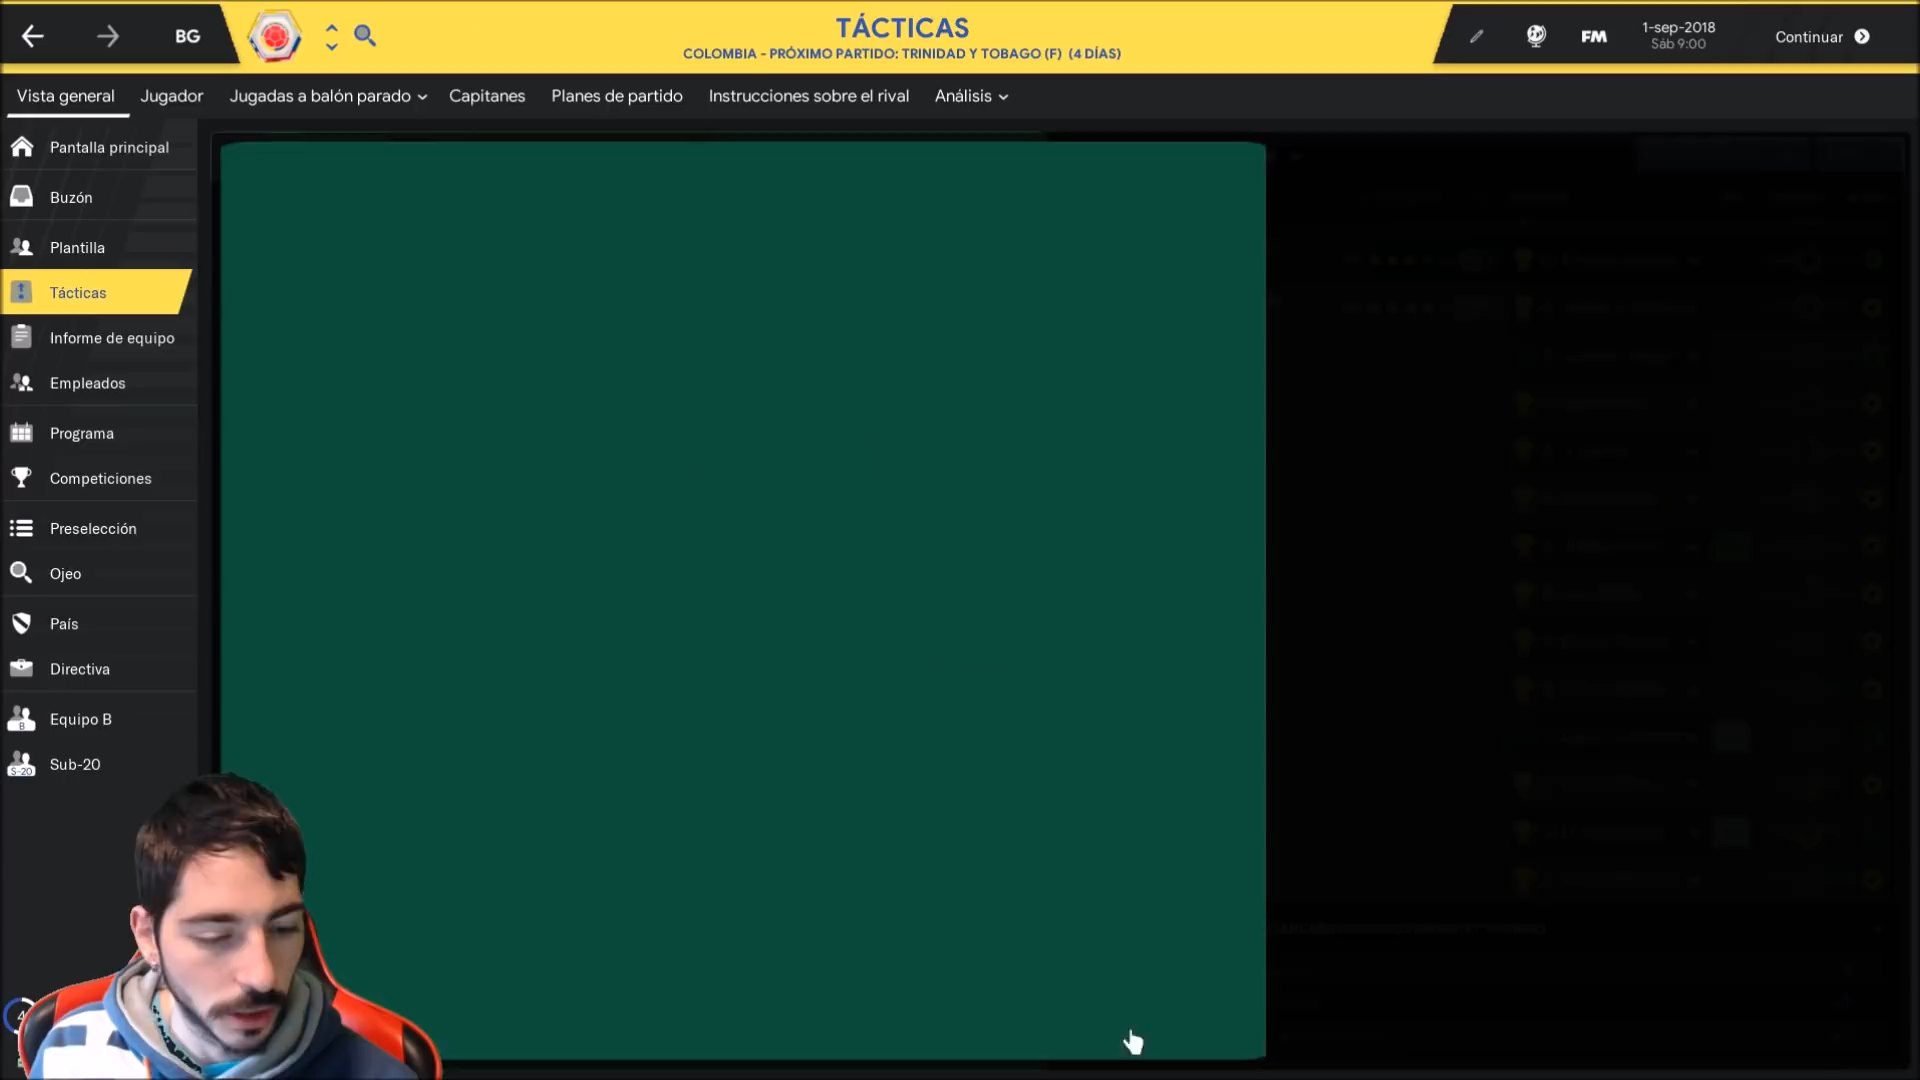 BG
TÁCTICAS
COLOMBIA - PRÓXIMO PARTIDO: TRINIDAD Y TOBAGO (F) (4 DÍAS)
FM
1-sep-2018
Sáb 9:00
Continuar
Vista general
Jugador
Jugadas a balón parado
Capitanes
Planes de partido
Instrucciones sobre el rival
Análisis
Pantalla principal
Buzón
Plantilla
Tácticas
Informe de equipo
Empleados
Programa
Competiciones
Preselección
Ojeo
País
Directiva
B
Equipo B
S-20
Sub-20